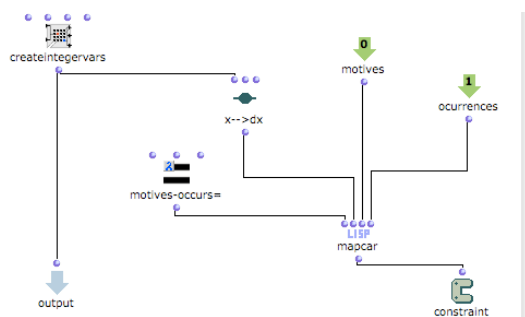 createintegervars
0
motives
1
ocurrences
x-->dx
motives-occurs=
LISP
mapcar
output
constraint